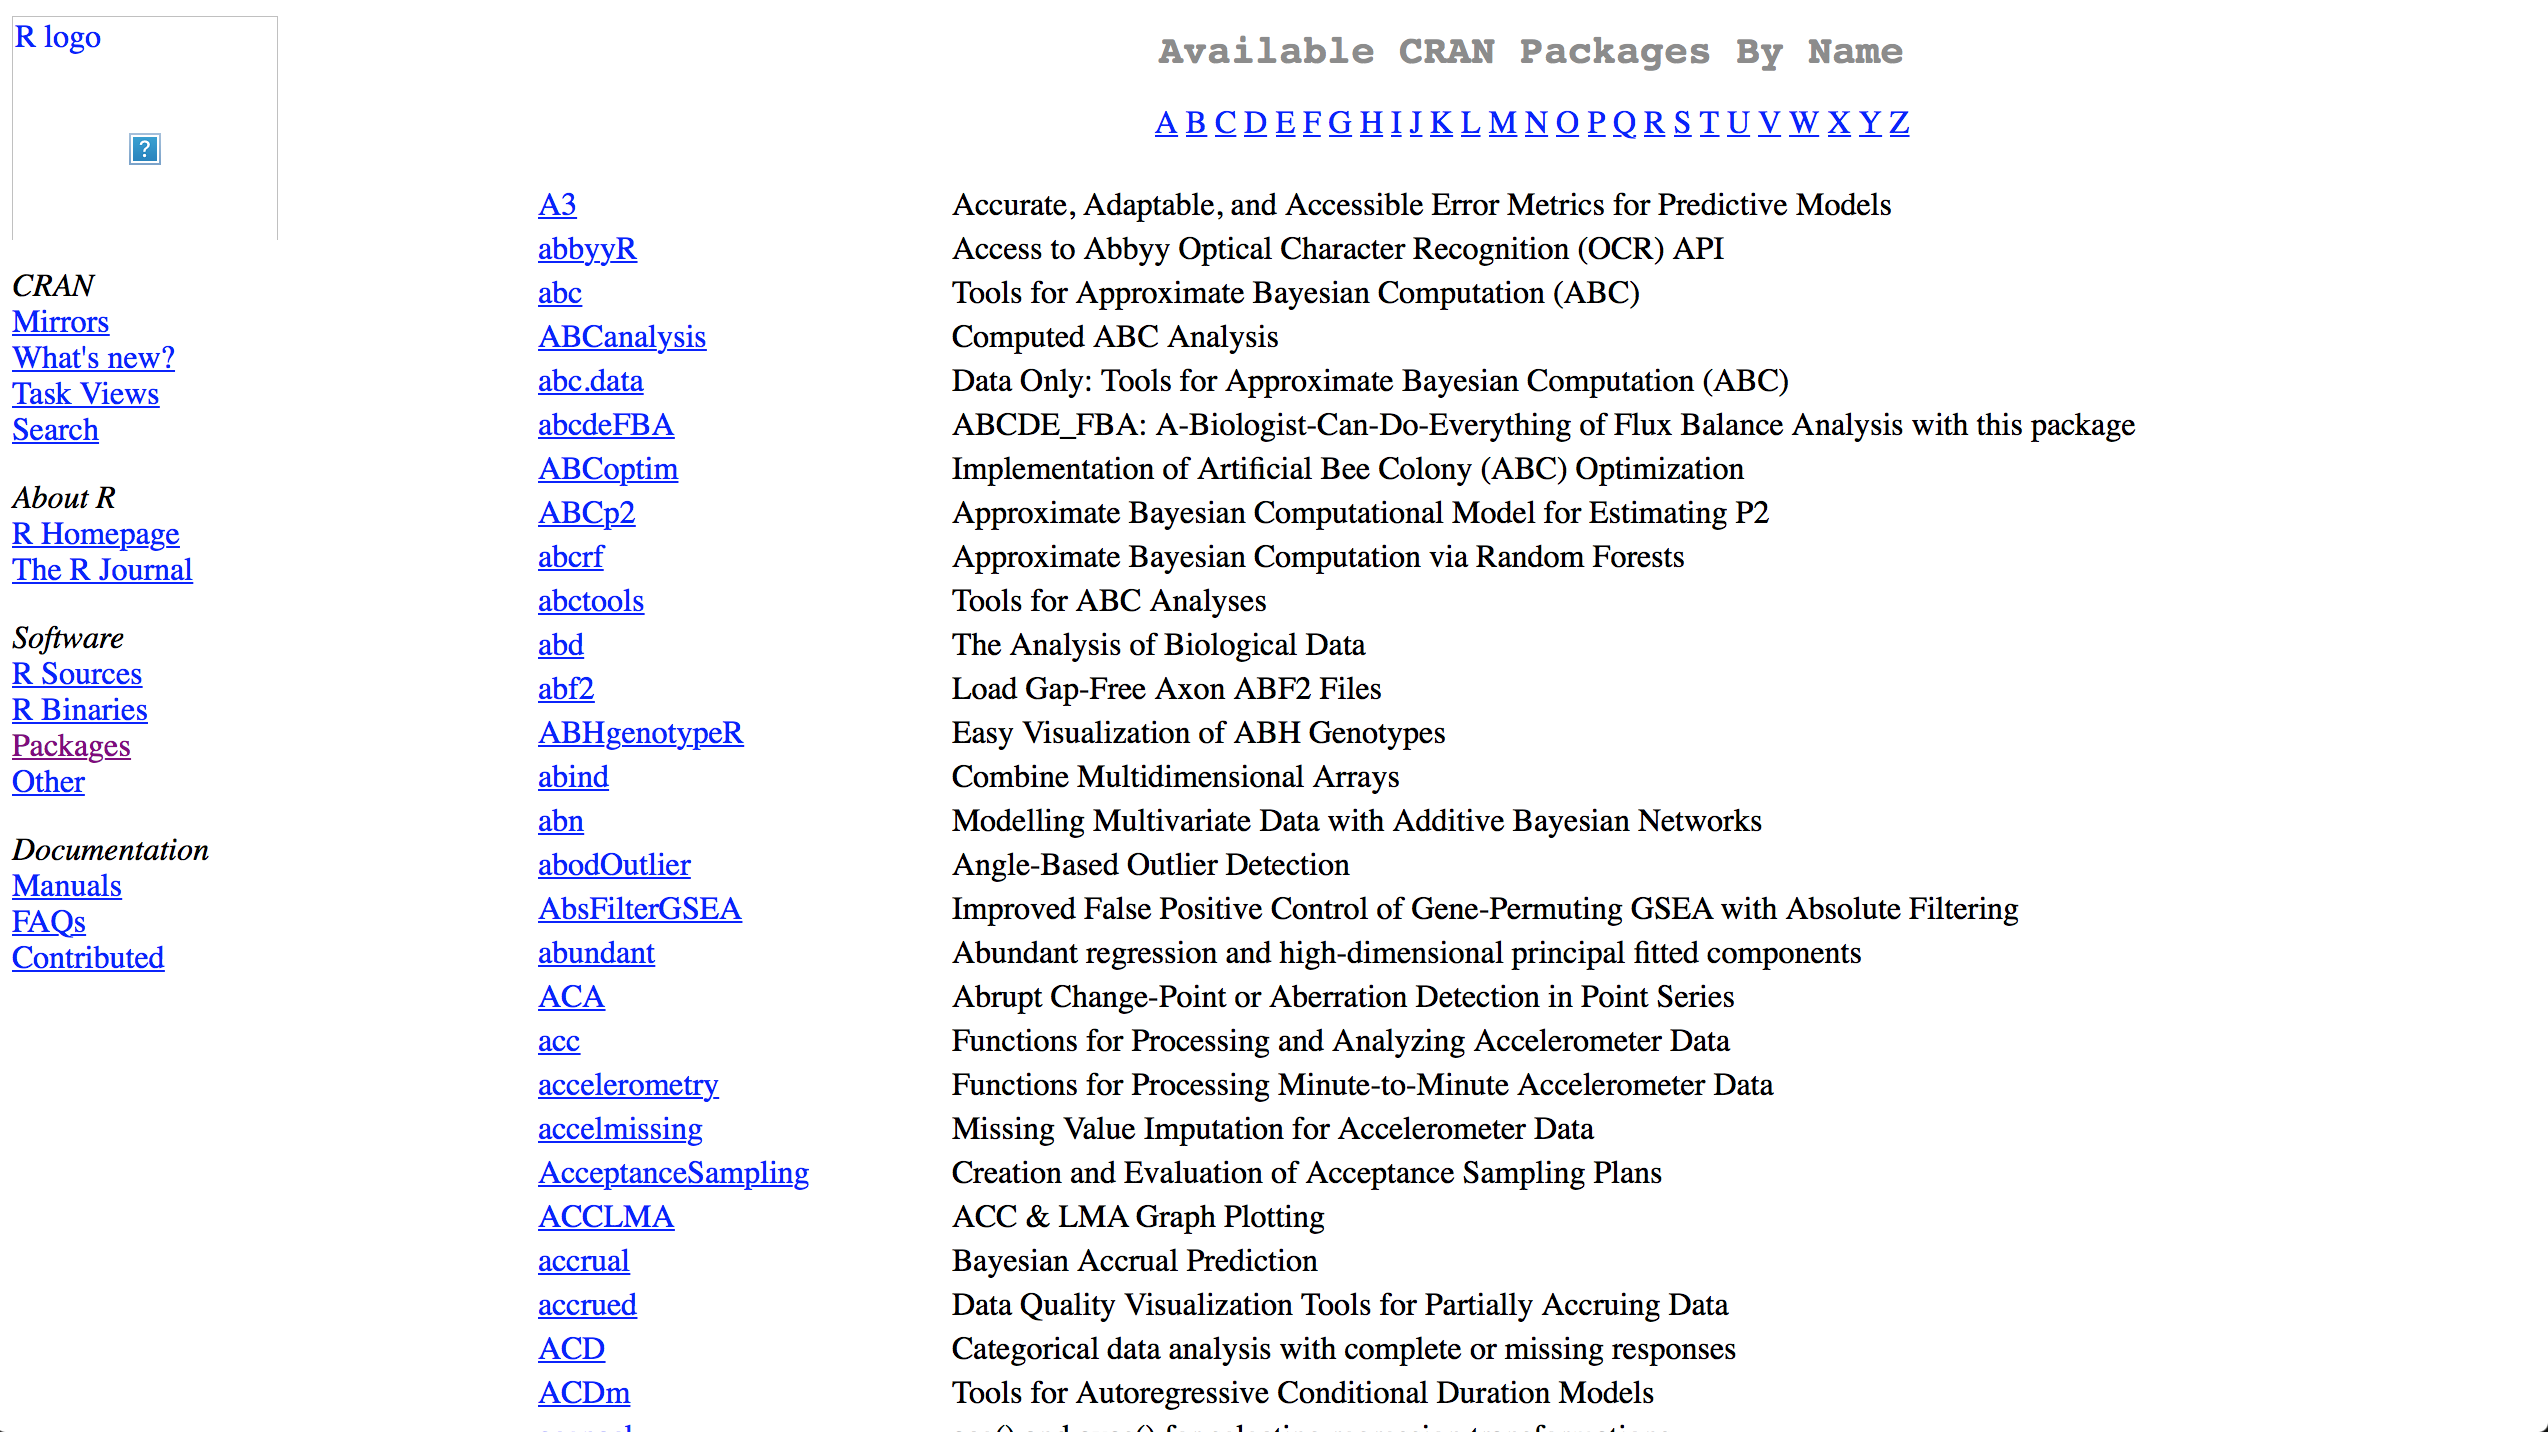 R logo
?
CRAN
Mirrors
What's new?
Task Views
Search
About R
R Homepage
The R Journal
Software
R Sources
R Binaries
Packages
Other
Documentation
Manuals
FAQs
Contributed
Available CRAN Packages By Name
A B C D E F G H I J K L M N O P Q R S T U V W X Y Z
A3 Accurate, Adaptable, and Accessible Error Metrics for Predictive Models
abbyyR Access to Abbyy Optical Character Recognition (OCR) API
abc Tools for Approximate Bayesian Computation (ABC)
ABCanalysis Computed ABC Analysis
abc.data Data Only: Tools for Approximate Bayesian Computation (ABC)
abcdeFBA ABCDE_FBA: A-Biologist-Can-Do-Everything of Flux Balance Analysis with this package
ABCoptim Implementation of Artificial Bee Colony (ABC) Optimization
ABCp2 Approximate Bayesian Computational Model for Estimating P2
abcrf Approximate Bayesian Computation via Random Forests
abctools Tools for ABC Analyses
abd The Analysis of Biological Data
abf2 Load Gap-Free Axon ABF2 Files
ABHgenotypeR Easy Visualization of ABH Genotypes
abind Combine Multidimensional Arrays
abn Modelling Multivariate Data with Additive Bayesian Networks
abodOutlier Angle-Based Outlier Detection
AbsFilterGSEA Improved False Positive Control of Gene-Permuting GSEA with Absolute Filtering
abundant Abundant regression and high-dimensional principal fitted components
ACA Abrupt Change-Point or Aberration Detection in Point Series
acc Functions for Processing and Analyzing Accelerometer Data
accelerometry Functions for Processing Minute-to-Minute Accelerometer Data
accelmissing Missing Value Imputation for Accelerometer Data
AcceptanceSampling Creation and Evaluation of Acceptance Sampling Plans
ACCLMA ACC & LMA Graph Plotting
accrual Bayesian Accrual Prediction
accrued Data Quality Visualization Tools for Partially Accruing Data
ACD Categorical data analysis with complete or missing responses
ACDm Tools for Autoregressive Conditional Duration Models